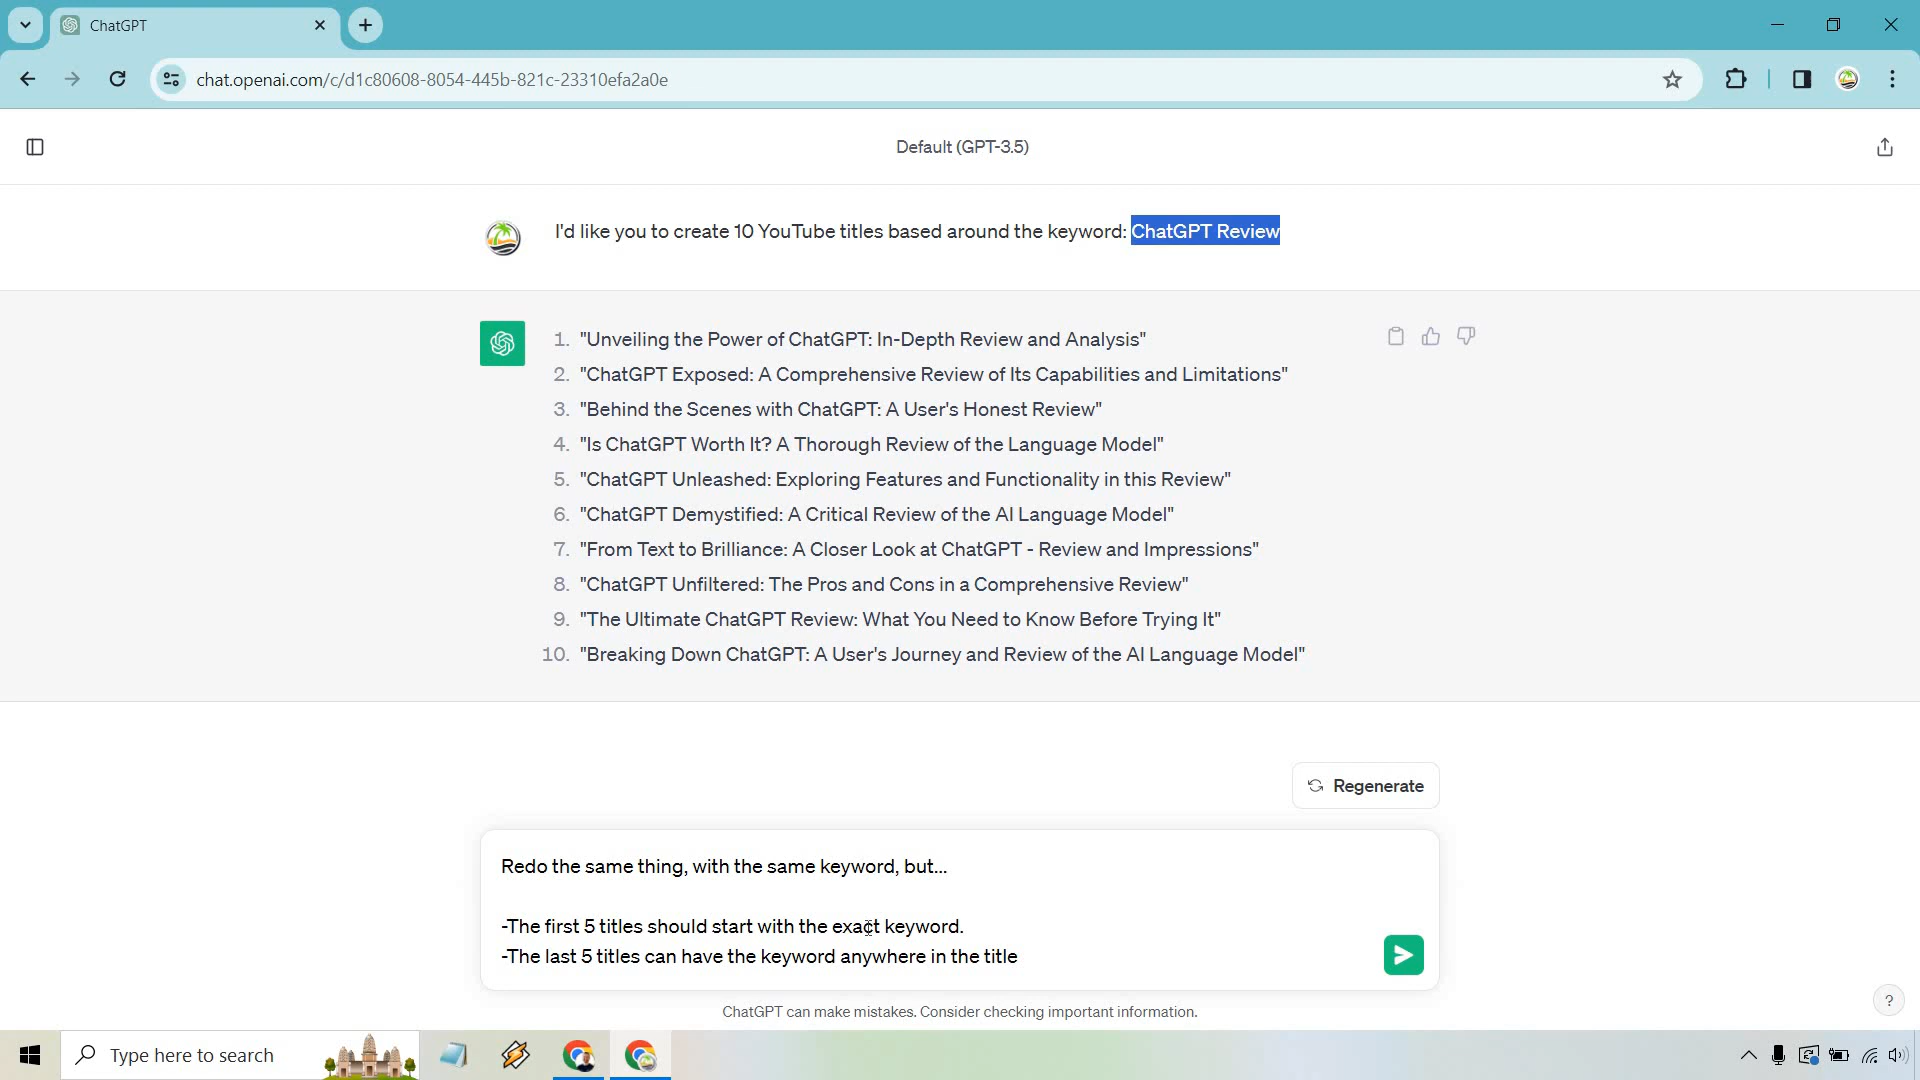 ChatGPT
chat.openai.com/c/d1c80608-8054-445b-821c-23310efa2a0e
Default (GPT-3.5)
I'd like you to create 10 YouTube titles based around the keyword: ChatGPT Review
1. "Unveiling the Power of ChatGPT: In-Depth Review and Analysis"
2. "ChatGPT Exposed: A Comprehensive Review of Its Capabilities and Limitations"
3. "Behind the Scenes with ChatGPT: A User's Honest Review"
4. "Is ChatGPT Worth It? A Thorough Review of the Language Model"
5. "ChatGPT Unleashed: Exploring Features and Functionality in this Review"
6. "ChatGPT Demystified: A Critical Review of the AI Language Model"
7. "From Text to Brilliance: A Closer Look at ChatGPT - Review and Impressions"
8. "ChatGPT Unfiltered: The Pros and Cons in a Comprehensive Review"
9. "The Ultimate ChatGPT Review: What You Need to Know Before Trying It"
10. "Breaking Down ChatGPT: A User's Journey and Review of the AI Language Model"
Regenerate
Redo the same thing, with the same keyword, but...
-The first 5 titles should start with the exact keyword.
-The last 5 titles can have the keyword anywhere in the title
ChatGPT can make mistakes. Consider checking important information.
?
Type here to search